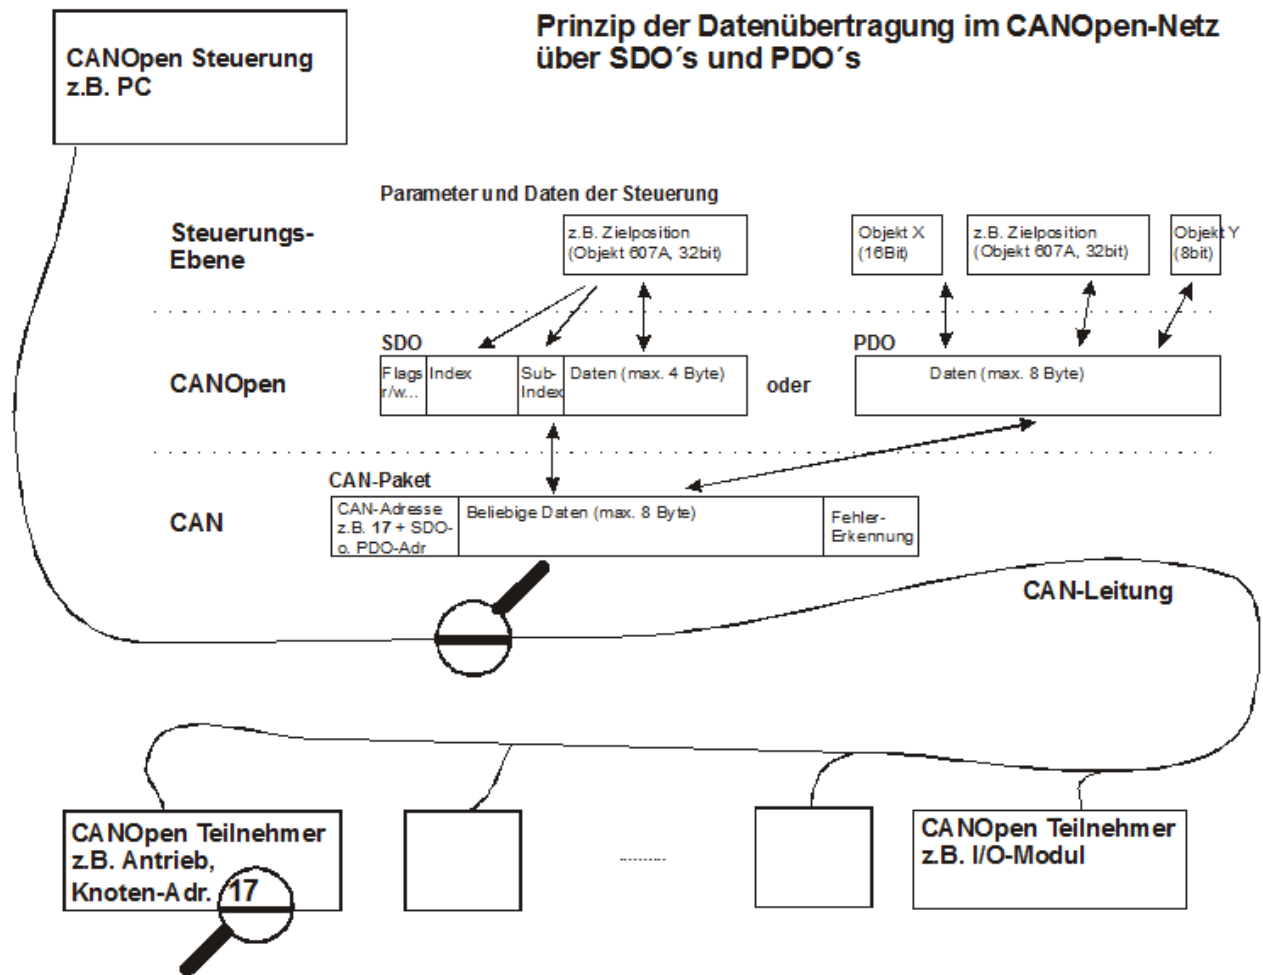 Prinzip der Datenübertragung im CANOpen-Netz
über SDO´s und PDO´s
CANOpen Steuerung
z.B. PC
Parameter und Daten der Steuerung
Steuerungs-
Ebene
z.B. Zielposition
(Objekt 607A, 32bit)
Objekt X
(16Bit)
z.B. Zielposition
(Objekt 607A, 32bit)
Objekt Y
(8bit)
CANOpen
SDO
Flags
r/w...
Index
Sub-
Index
Daten (max. 4 Byte)
oder
PDO
Daten (max. 8 Byte)
CAN
CAN-Paket
CAN-Adresse
z.B. 17 + SDO-
o. PDO-Adr
Beliebige Daten (max. 8 Byte)
Fehler-
Erkennung
CAN-Leitung
CANOpen Teilnehmer
z.B. Antrieb,
Knoten-Adr. 17
..........
CANOpen Teilnehmer
z.B. I/O-Modul